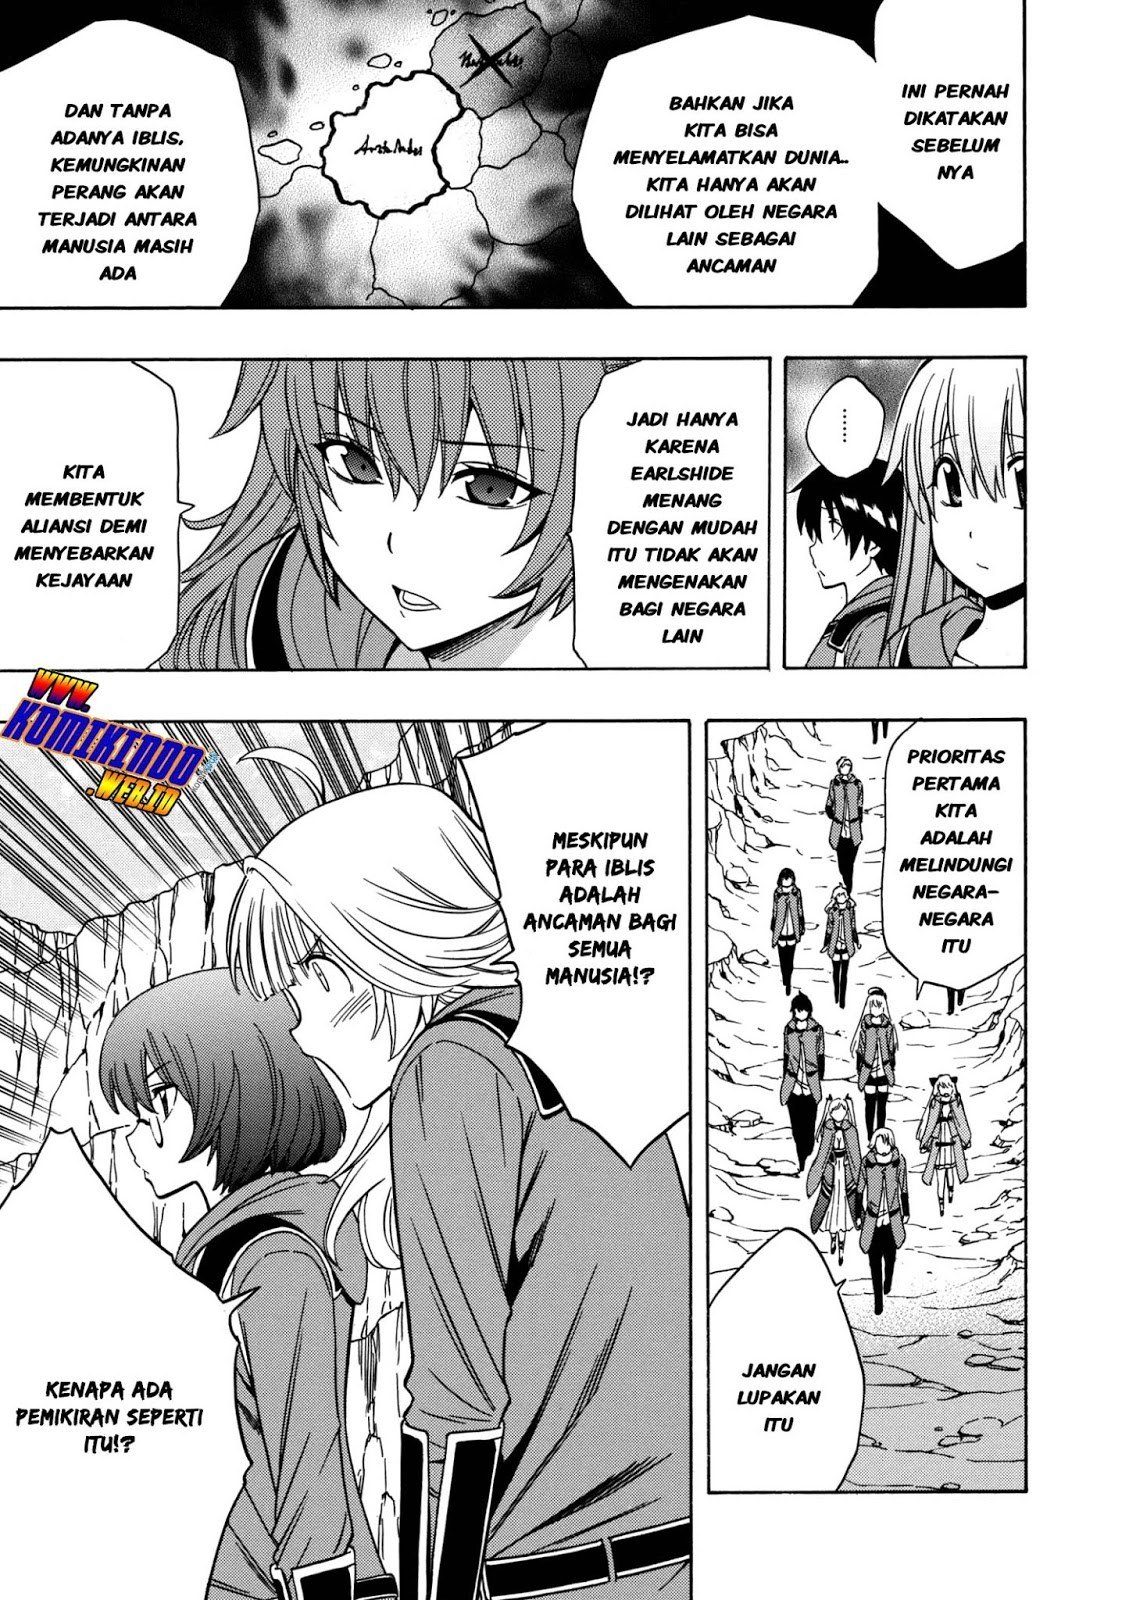 INI PERNAH
DIKATAKAN
SEBELUM
NYA
BAHKAN JIKA
KITA BISA
MENYELAMATKAN DUNIA..
KITA HANYA AKAN
DILIHAT OLEH NEGARA
LAIN SEBAGAI
ANCAMAN
DAN TANPA
ADANYA IBLIS,
KEMUNGKINAN
PERANG AKAN
TERJADI ANTARA
MANUSIA MASIH
ADA
........
JADI HANYA
KARENA
EARLSHIDE
MENANG
DENGAN MUDAH
ITU TIDAK AKAN
MENGENAKAN
BAGI NEGARA
LAIN
KITA
MEMBENTUK
ALIANSI DEMI
MENYEBARKAN
KEJAYAAN
WWW.
KOMIKINDO
.WEB.ID
PRIORITAS
PERTAMA
KITA
ADALAH
MELINDUNGI
NEGARA-
NEGARA
ITU
JANGAN
LUPAKAN
ITU
MESKIPUN
PARA IBLIS
ADALAH
ANCAMAN BAGI
SEMUA
MANUSIA!?
KENAPA ADA
PEMIKIRAN SEPERTI
ITU!?